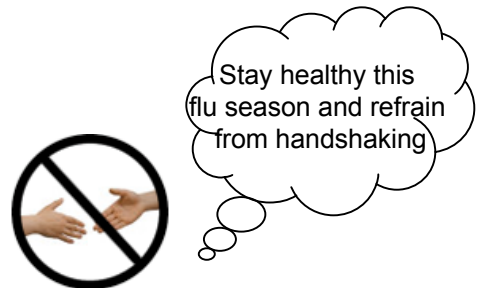 Stay healthy this
flu season and refrain
from handshaking